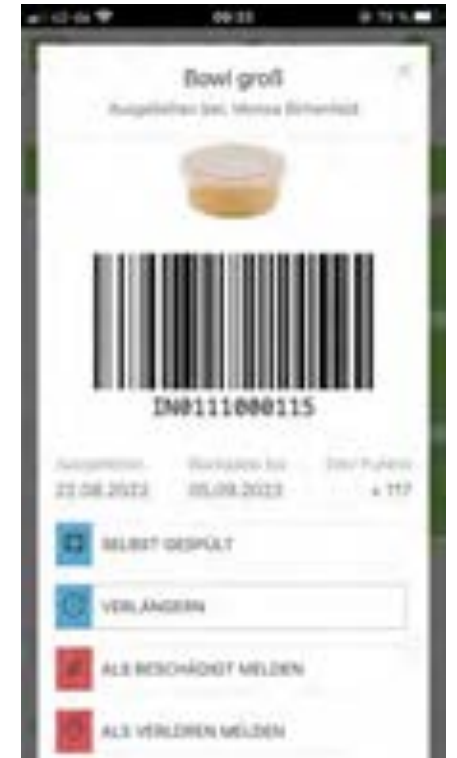 09:33
Bowl groß
Ausgeliehen bei: Mensa
IN0111000115
Ausgeliehen Rückgabe bis
22.08.2023 05.09.2023 + 117
SELBST GESPÜLT
VERLÄNGERN
ALS BESCHÄDIGT MELDEN
ALS VERLOREN MELDEN